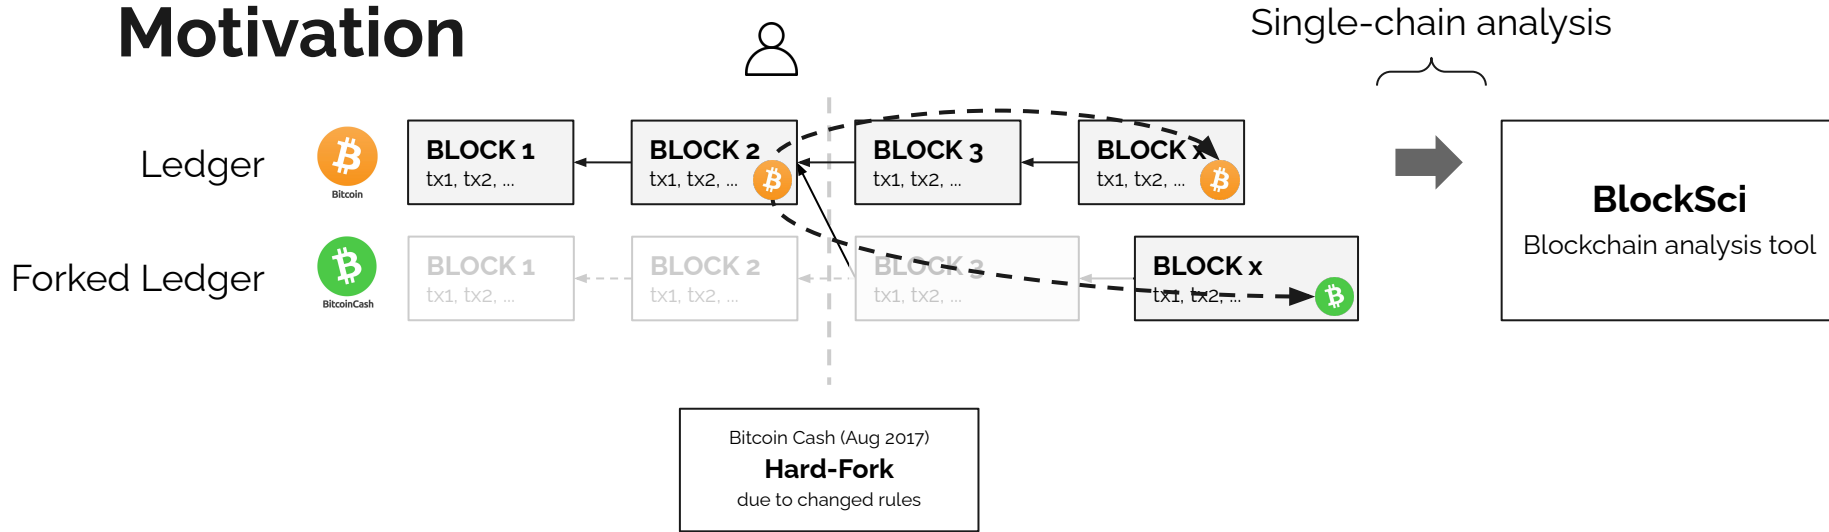 Motivation
Single-chain analysis
Ledger
Bitcoin
BLOCK 1
tx1, tx2, ...
BLOCK 2
tx1, tx2, ...
BLOCK 3
tx1, tx2, ...
BLOCK x
tx1, tx2, ...
BlockSci
Blockchain analysis tool
Forked Ledger
BitcoinCash
BLOCK 1
tx1, tx2, ...
BLOCK 2
tx1, tx2, ...
BLOCK 3
tx1, tx2, ...
BLOCK x
tx1, tx2, ...
Bitcoin Cash (Aug 2017)
Hard-Fork
due to changed rules